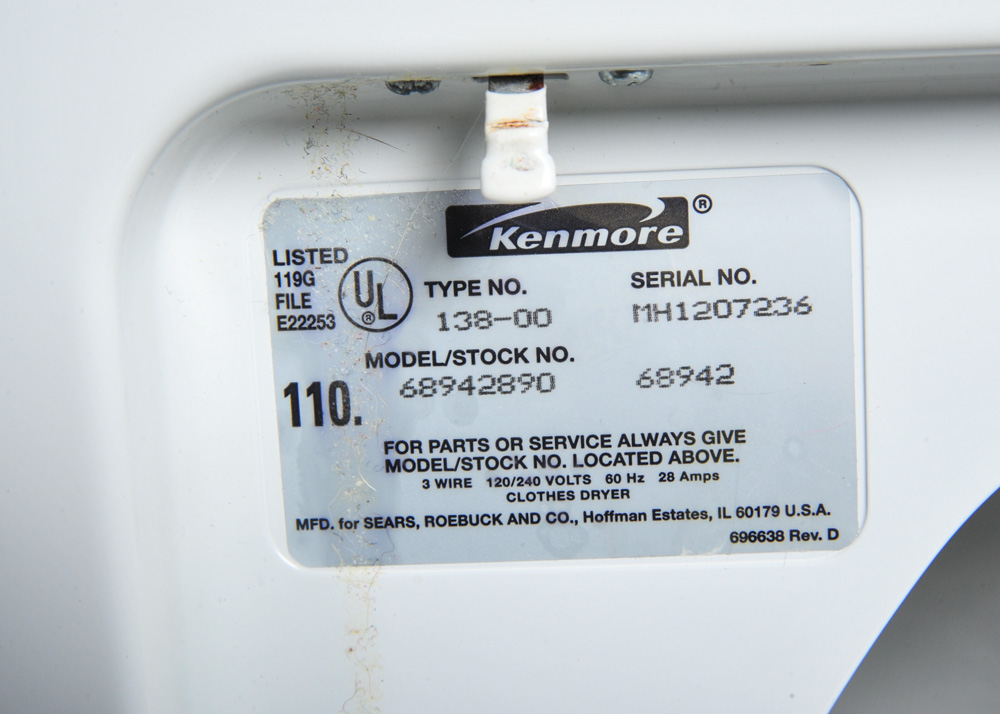 Kenmore®
LISTED
119G
FILE
E22253
UL®
TYPE NO.
138-00
SERIAL NO.
MH1207236
MODEL/STOCK NO.
110. 68942890 68942
FOR PARTS OR SERVICE ALWAYS GIVE
MODEL/STOCK NO. LOCATED ABOVE.
3 WIRE 120/240 VOLTS 60 Hz 28 Amps
CLOTHES DRYER
MFD. for SEARS, ROEBUCK AND CO., Hoffman Estates, IL 60179 U.S.A.
696638 Rev. D